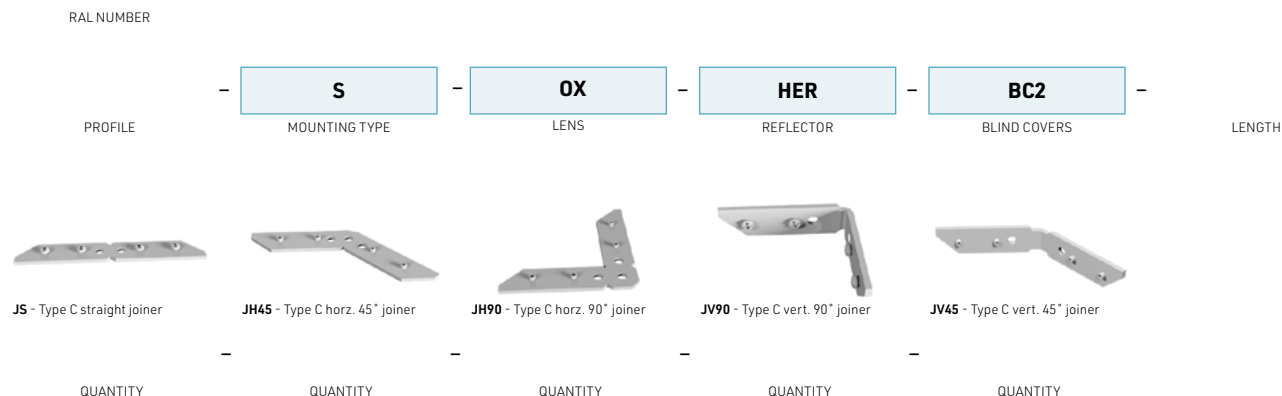 RAL NUMBER
– S – OX – HER – BC2 –
PROFILE MOUNTING TYPE LENS REFLECTOR BLIND COVERS LENGTH
JS - Type C straight joiner JH45 - Type C horz. 45˚ joiner JH90 - Type C horz. 90˚ joiner JV90 - Type C vert. 90˚ joiner JV45 - Type C vert. 45˚ joiner
– – – –
QUANTITY QUANTITY QUANTITY QUANTITY QUANTITY